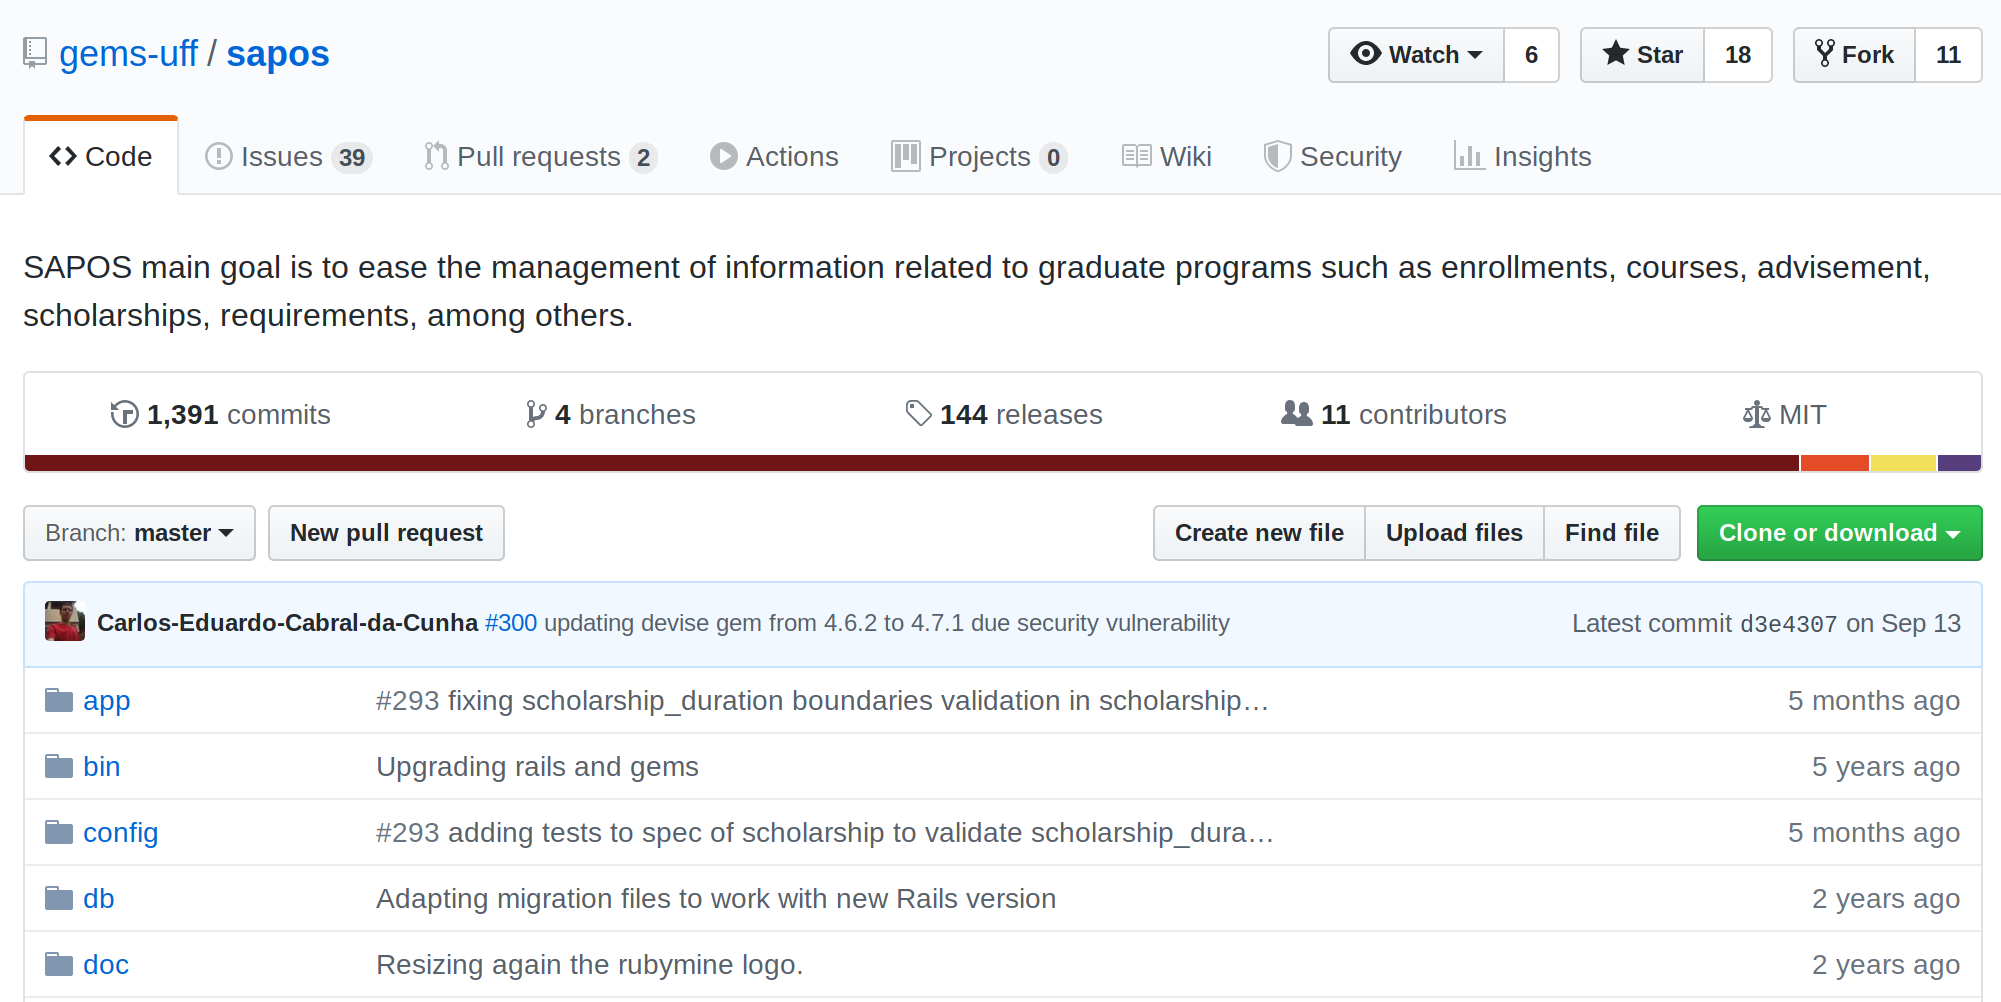 gems-uff / sapos
Watch 6 Star 18 Fork 11
Code Issues 39 Pull requests 2 Actions Projects 0 Wiki Security Insights
SAPOS main goal is to ease the management of information related to graduate programs such as enrollments, courses, advisement,
scholarships, requirements, among others.
1,391 commits 4 branches 144 releases 11 contributors MIT
Branch: master New pull request Create new file Upload files Find file Clone or download
Carlos-Eduardo-Cabral-da-Cunha #300 updating devise gem from 4.6.2 to 4.7.1 due security vulnerability Latest commit d3e4307 on Sep 13
app #293 fixing scholarship_duration boundaries validation in scholarship… 5 months ago
bin Upgrading rails and gems 5 years ago
config #293 adding tests to spec of scholarship to validate scholarship_dura… 5 months ago
db Adapting migration files to work with new Rails version 2 years ago
doc Resizing again the rubymine logo. 2 years ago